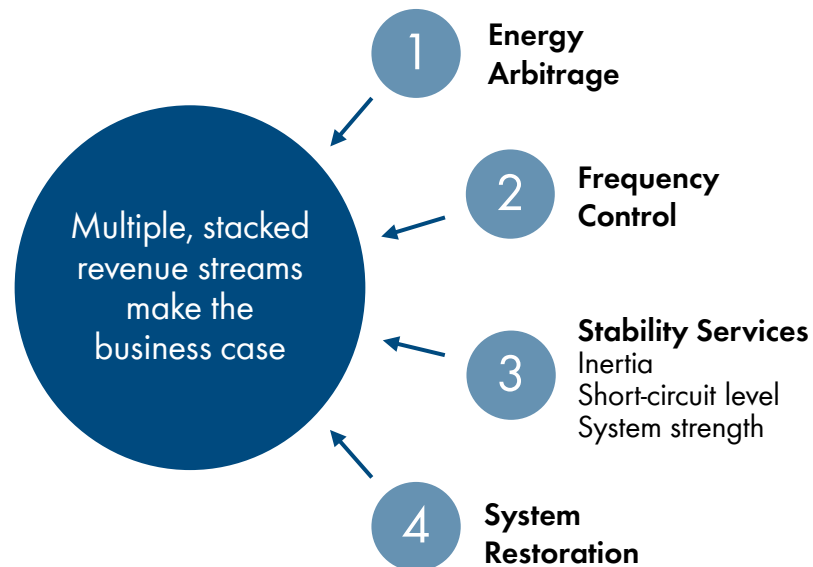 1
Energy
Arbitrage
2
Frequency
Control
Multiple, stacked
revenue streams
make the
business case
3
Stability Services
Inertia
Short-circuit level
System strength
4
System
Restoration